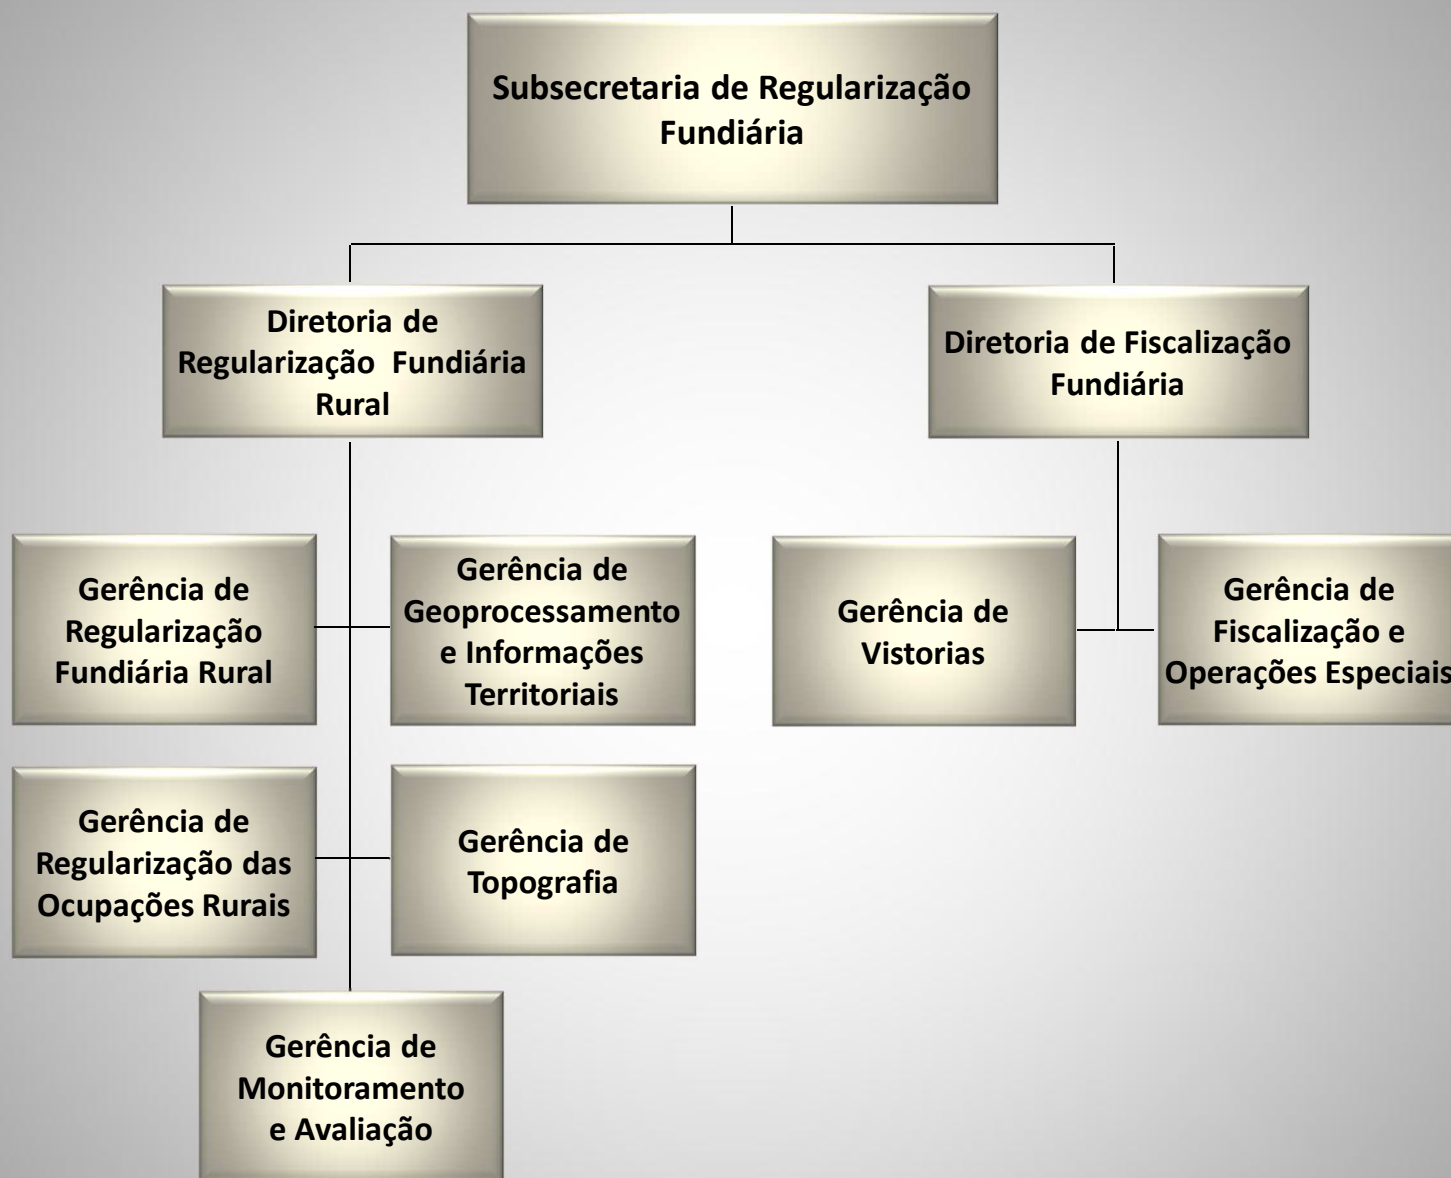 Subsecretaria de Regularização
Fundiária
Diretoria de
Regularização Fundiária
Rural
Diretoria de Fiscalização
Fundiária
Gerência de
Regularização
Fundiária Rural
Gerência de
Geoprocessamento
e Informações
Territoriais
Gerência de
Vistorias
Gerência de
Fiscalização e
Operações Especiais
Gerência de
Regularização das
Ocupações Rurais
Gerência de
Topografia
Gerência de
Monitoramento
e Avaliação